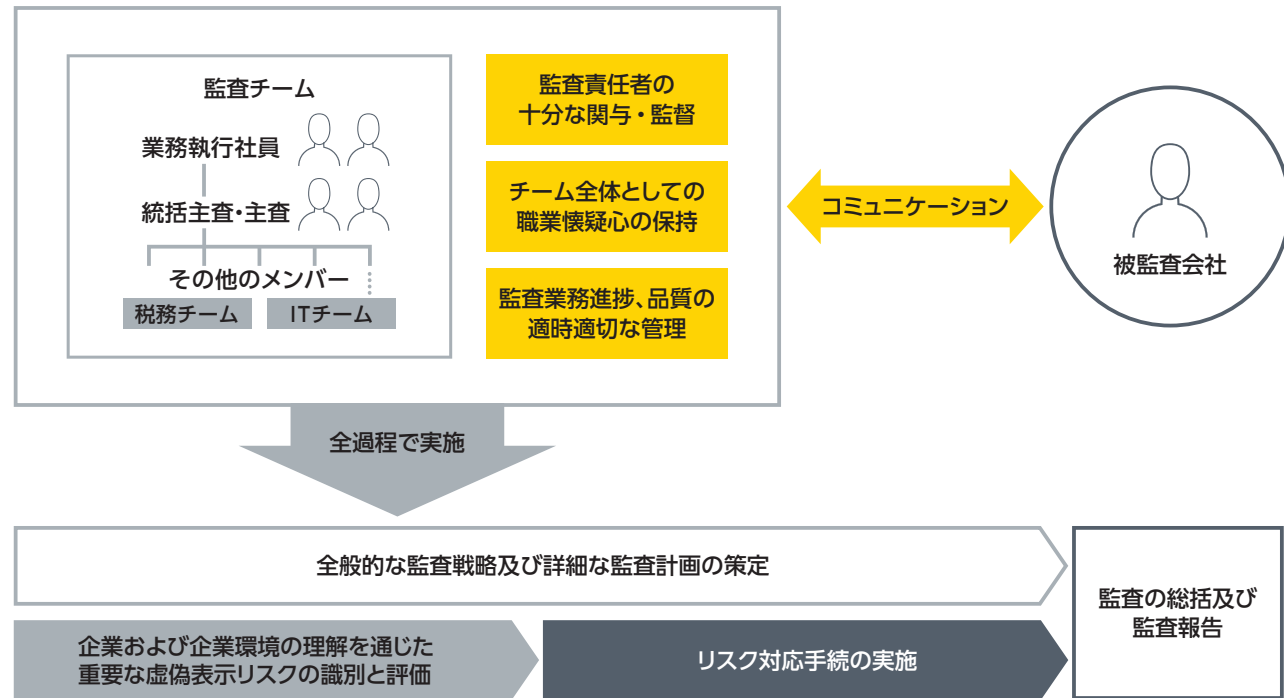 監査チーム
業務執行社員
統括主査・主査
その他のメンバー
税務チーム
ITチーム
監査責任者の
十分な関与・監督
チーム全体としての
職業懐疑心の保持
監査業務進捗、品質の
適時適切な管理
コミュニケーション
被監査会社
全過程で実施
全般的な監査戦略及び詳細な監査計画の策定
企業および企業環境の理解を通じた
重要な虚偽表示リスクの識別と評価
リスク対応手続の実施
監査の総括及び
監査報告